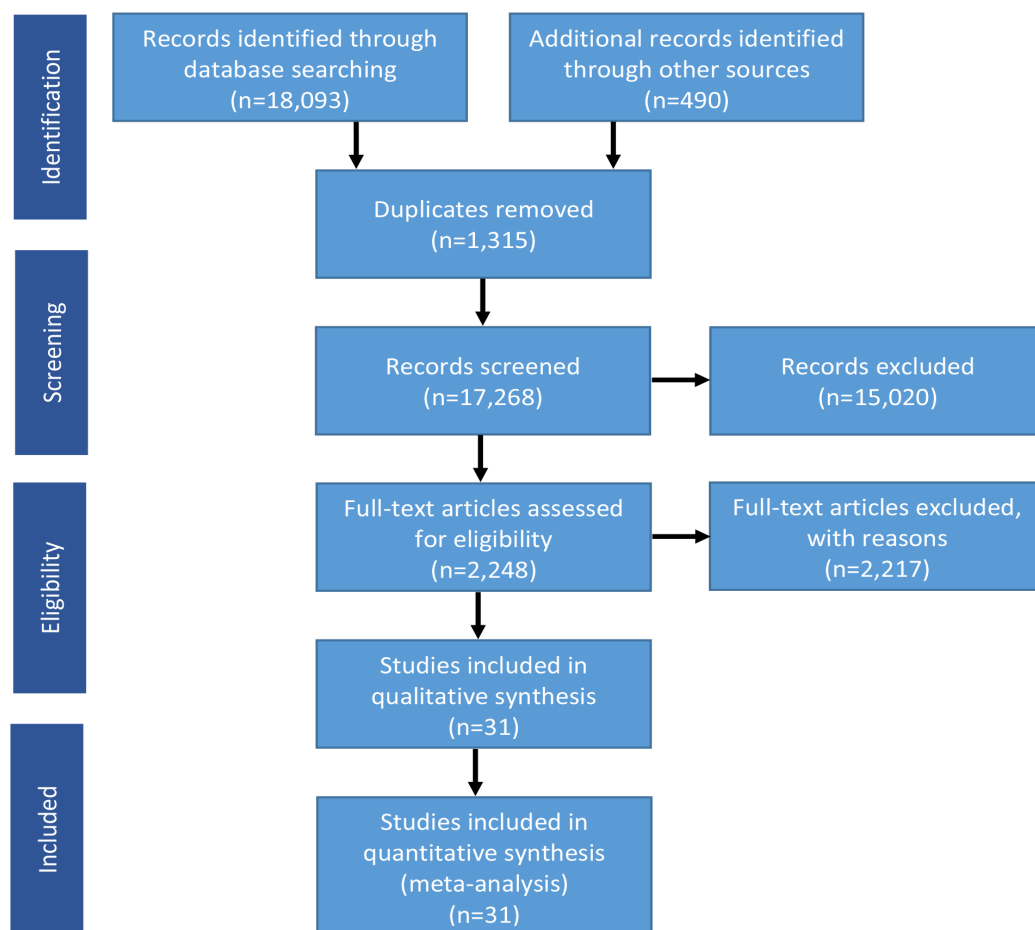 Identification
Records identified through
database searching
(n=18,093)
Additional records identified
through other sources
(n=490)
Duplicates removed
(n=1,315)
Screening
Records screened
(n=17,268)
Records excluded
(n=15,020)
Eligibility
Full-text articles assessed
for eligibility
(n=2,248)
Full-text articles excluded,
with reasons
(n=2,217)
Studies included in
qualitative synthesis
(n=31)
Included
Studies included in
quantitative synthesis
(meta-analysis)
(n=31)